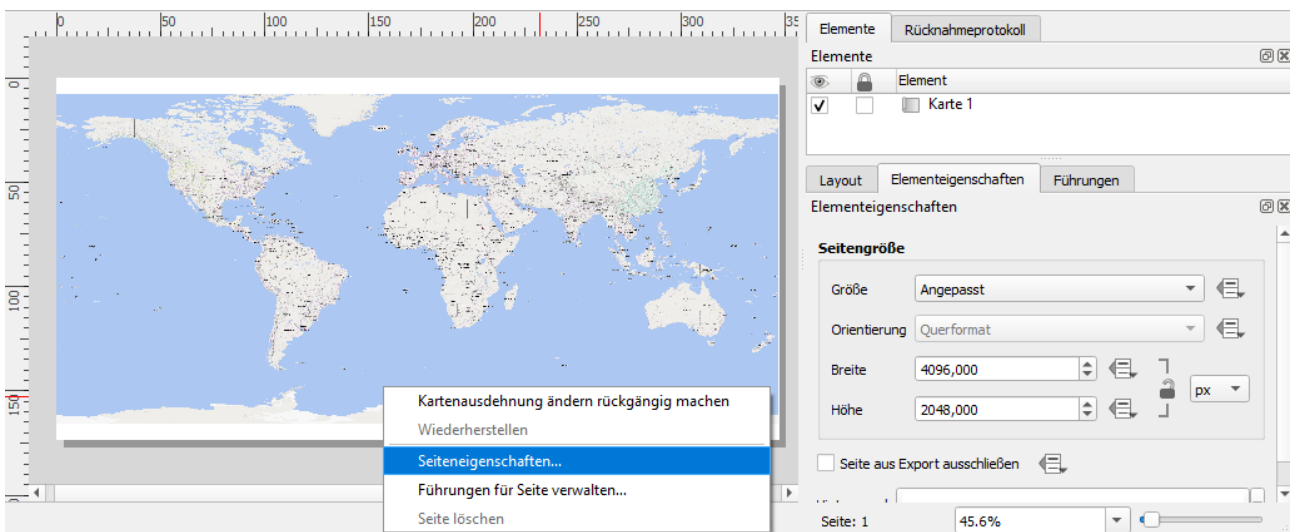 0 50 100 150 200 250 300 35
Elemente Rücknahmeprotokoll
Elemente
Element
Karte 1
0
50
100
150
Layout Elementeigenschaften Führungen
Elementeigenschaften
Seitengröße
Größe Angepasst
Orientierung Querformat
Breite 4096,000
Höhe 2048,000
px
Seite aus Export ausschließen
Kartenausdehnung ändern rückgängig machen
Wiederherstellen
Seiteneigenschaften...
Führungen für Seite verwalten...
Seite löschen
Seite: 1 45.6%